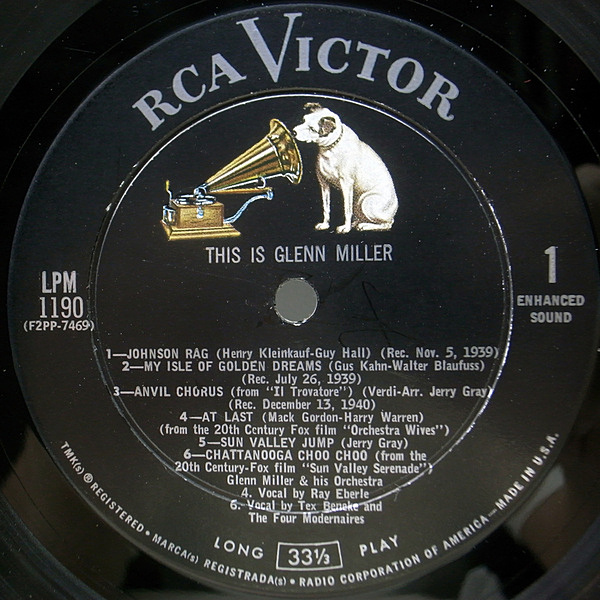 RCA VICTOR
THIS IS GLENN MILLER
LPM
1190
(F2PP-7469)
1
ENHANCED
SOUND
1—JOHNSON RAG (Henry Kleinkauf-Guy Hall) (Rec. Nov. 5, 1939)
2—MY ISLE OF GOLDEN DREAMS (Gus Kahn-Walter Blaufuss)
(Rec. July 26, 1939)
3—ANVIL CHORUS (from "Il Trovatore") (Verdi-Arr. Jerry Gray)
(Rec. December 13, 1940)
4—AT LAST (Mack Gordon-Harry Warren)
(from the 20th Century Fox film "Orchestra Wives")
5—SUN VALLEY JUMP (Jerry Gray)
6—CHATTANOOGA CHOO CHOO (from the
20th Century-Fox film "Sun Valley Serenade")
Glenn Miller & his Orchestra
4. Vocal by Ray Eberle
6. Vocal by Tex Beneke and
The Four Modernaires
LONG 33⅓ PLAY
TMK(s) ® REGISTERED • MARCA(s) REGISTRADA(s) • RADIO CORPORATION OF AMERICA—MADE IN U.S.A.